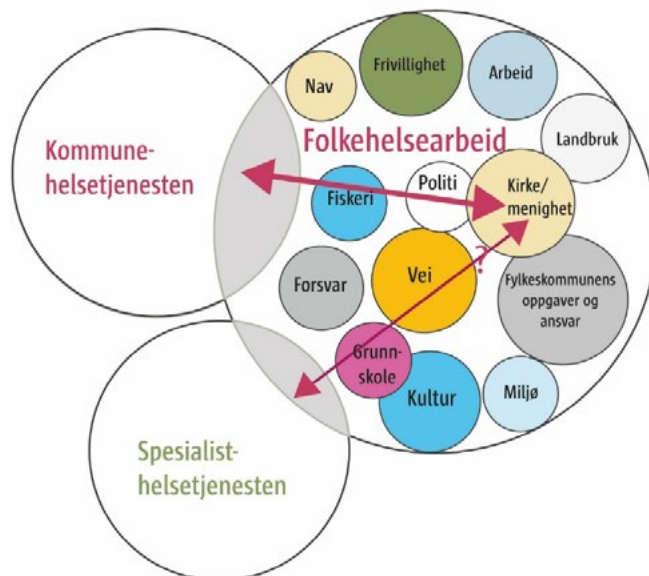 Nav
Frivillighet
Arbeid
Landbruk
Folkehelsearbeid
Kommune-
helsetjenesten
Fiskeri
Politi
Kirke/
menighet
?
Forsvar
Vei
Fylkeskommunens
oppgaver og
ansvar
Grunn-
skole
Kultur
Miljø
Spesialist-
helsetjenesten